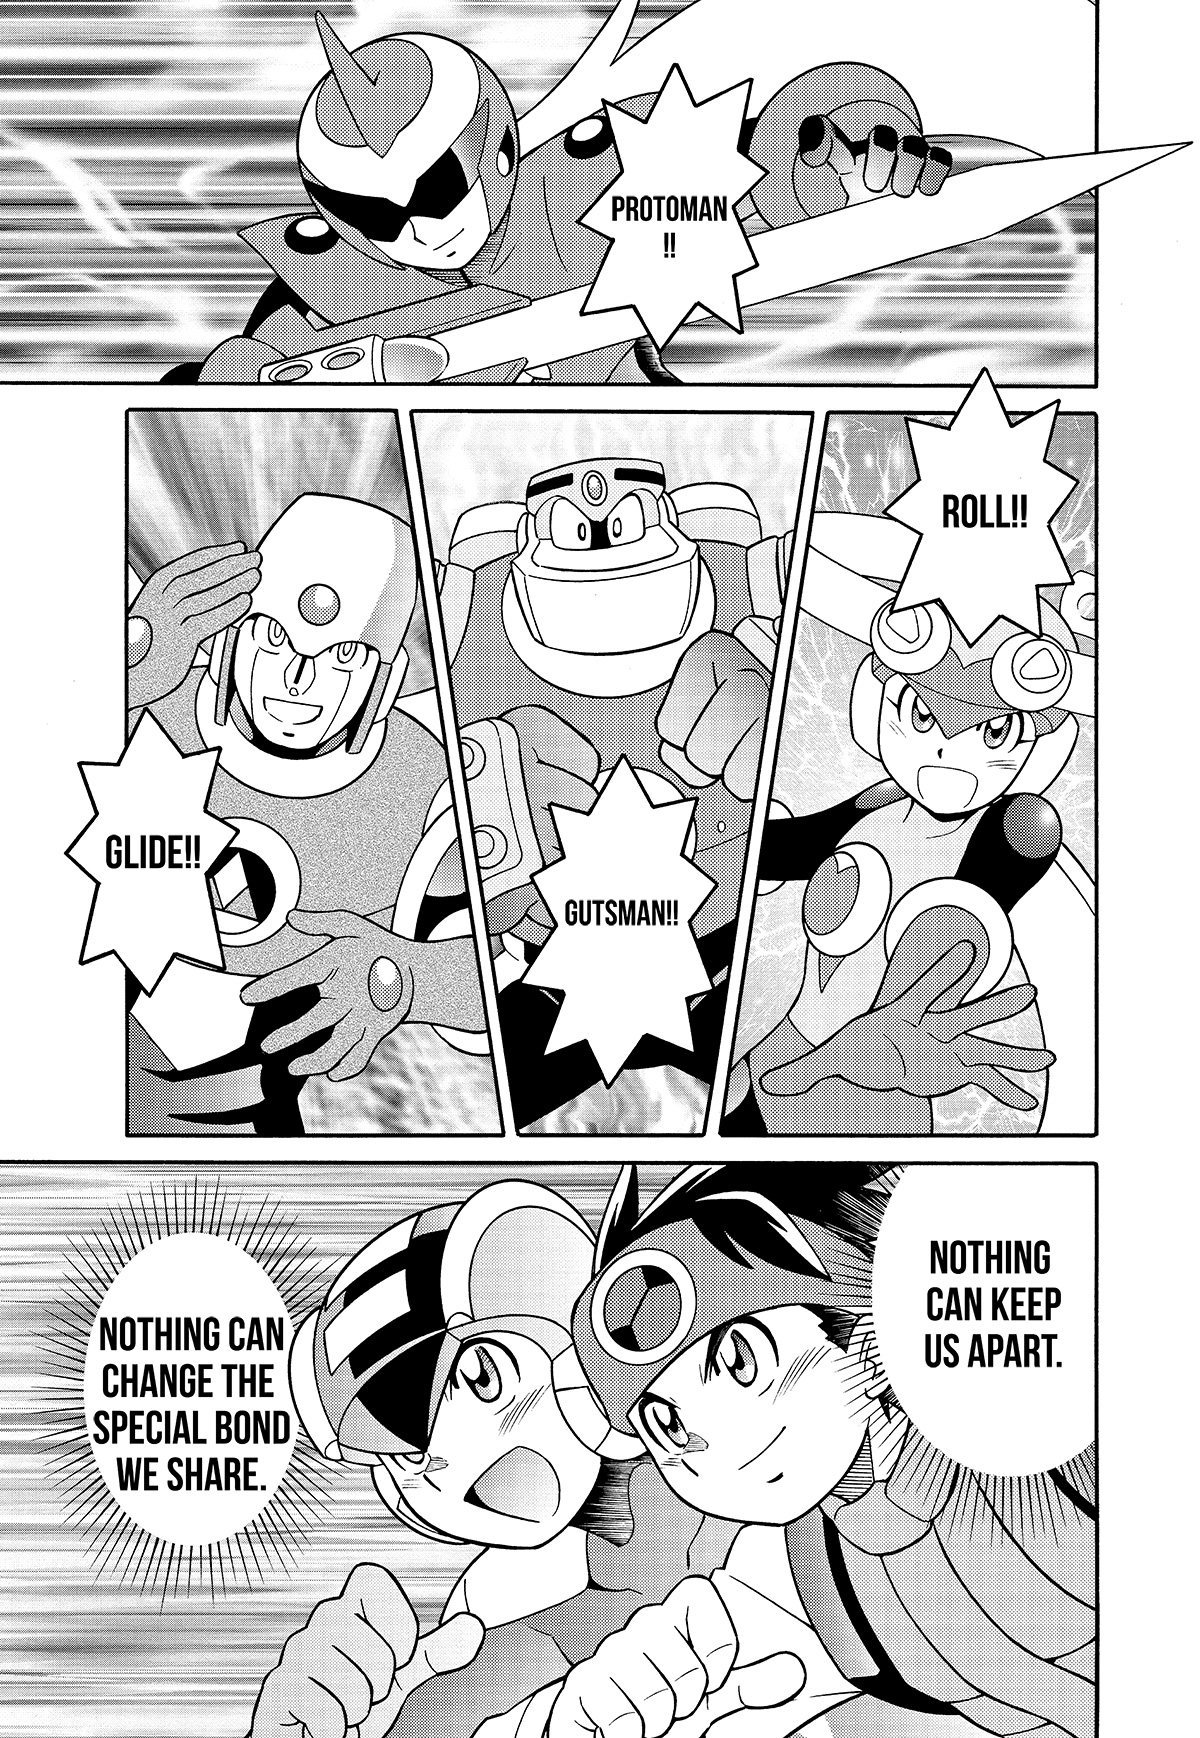 PROTOMAN
!!
ROLL!!
GUTSMAN!!
GLIDE!!
NOTHING
CAN KEEP
US APART.
NOTHING CAN
CHANGE THE
SPECIAL BOND
WE SHARE.